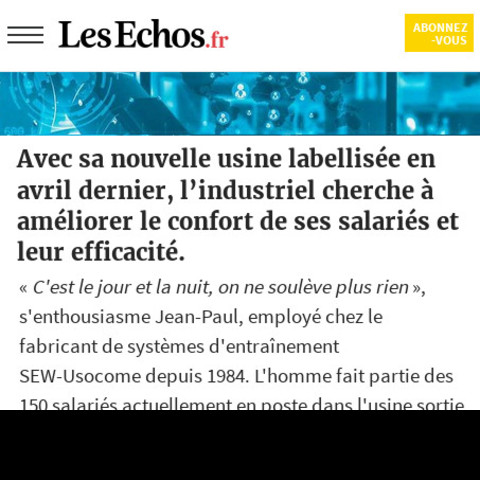 LesEchos.fr
ABONNEZ
-VOUS
Avec sa nouvelle usine labellisée en
avril dernier, l’industriel cherche à
améliorer le confort de ses salariés et
leur efficacité.
« C'est le jour et la nuit, on ne soulève plus rien »,
s'enthousiasme Jean-Paul, employé chez le
fabricant de systèmes d'entraînement
SEW-Usocome depuis 1984. L'homme fait partie des
150 salariés actuellement en poste dans l'usine sortie